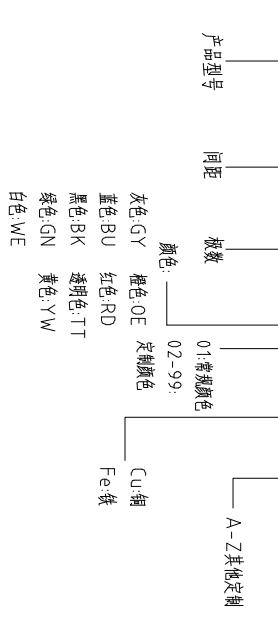 产品型号
间距
极数
颜色:
灰色:GY 橙色:OE
蓝色:BU 红色:RD
黑色:BK 透明色:TT
绿色:GN 黄色:YW
白色:WE
01:常规颜色
02-99:
定制颜色
Cu:铜
Fe:铁
A-Z其他定制